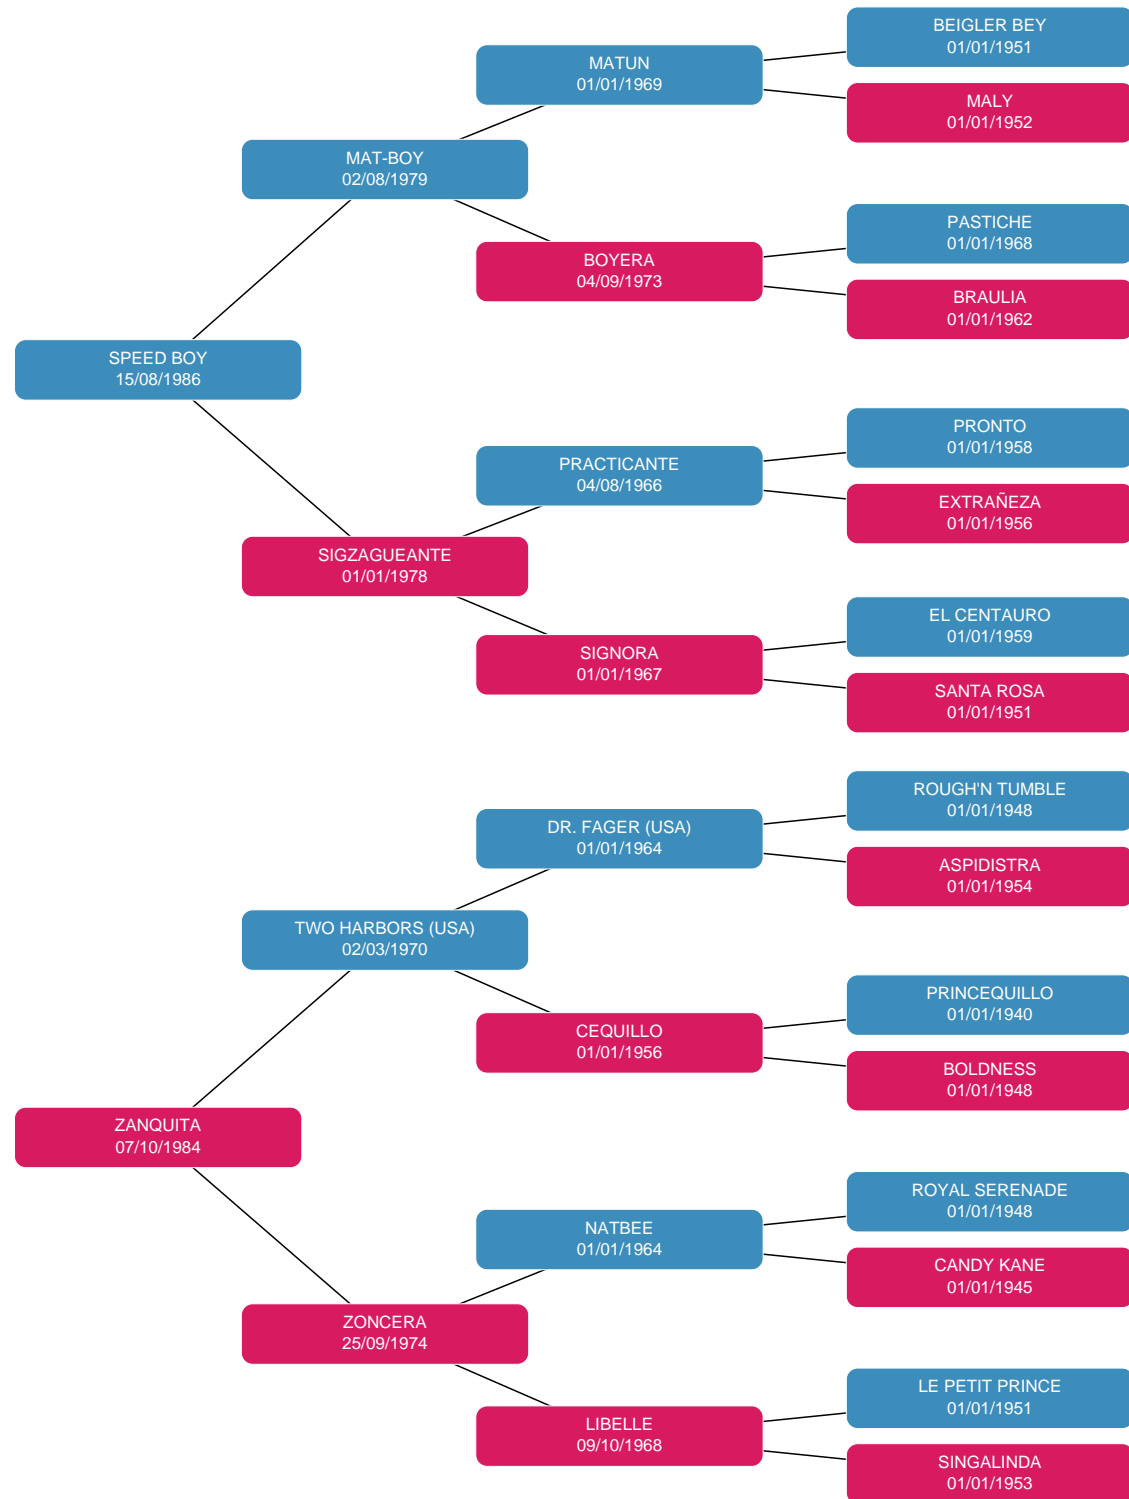 BEIGLER BEY
01/01/1951
MATUN
01/01/1969
MALY
01/01/1952
MAT-BOY
02/08/1979
PASTICHE
01/01/1968
BOYERA
04/09/1973
BRAULIA
01/01/1962
SPEED BOY
15/08/1986
PRONTO
01/01/1958
PRACTICANTE
04/08/1966
EXTRAÑEZA
01/01/1956
SIGZAGUEANTE
01/01/1978
EL CENTAURO
01/01/1959
SIGNORA
01/01/1967
SANTA ROSA
01/01/1951
ROUGH'N TUMBLE
01/01/1948
DR. FAGER (USA)
01/01/1964
ASPIDISTRA
01/01/1954
TWO HARBORS (USA)
02/03/1970
PRINCEQUILLO
01/01/1940
CEQUILLO
01/01/1956
BOLDNESS
01/01/1948
ZANQUITA
07/10/1984
ROYAL SERENADE
01/01/1948
NATBEE
01/01/1964
CANDY KANE
01/01/1945
ZONCERA
25/09/1974
LE PETIT PRINCE
01/01/1951
LIBELLE
09/10/1968
SINGALINDA
01/01/1953